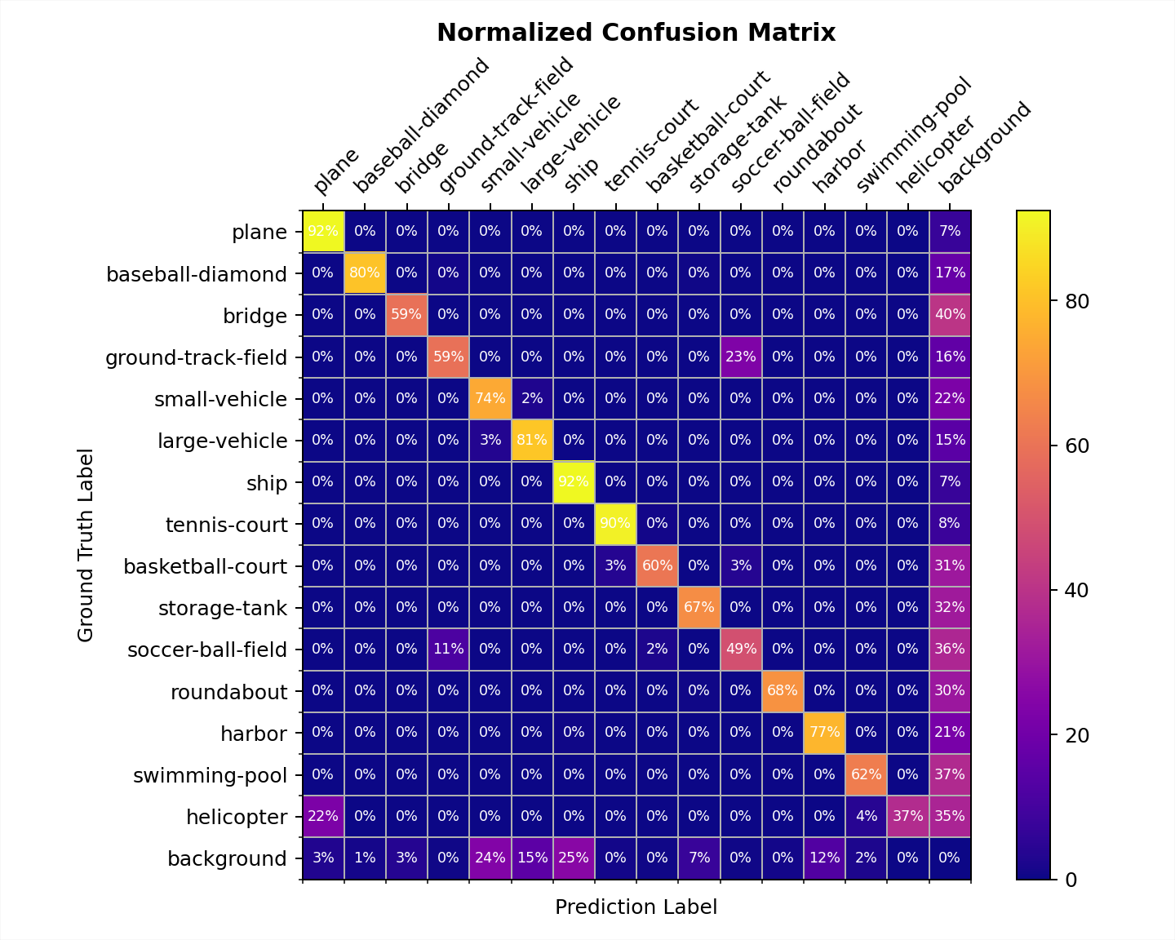 Normalized Confusion Matrix
plane baseball-diamond bridge ground-track-field small-vehicle large-vehicle ship tennis-court basketball-court storage-tank soccer-ball-field roundabout harbor swimming-pool helicopter background
plane 92% 0% 0% 0% 0% 0% 0% 0% 0% 0% 0% 0% 0% 0% 0% 7%
baseball-diamond 0% 80% 0% 0% 0% 0% 0% 0% 0% 0% 0% 0% 0% 0% 0% 17%
bridge 0% 0% 59% 0% 0% 0% 0% 0% 0% 0% 0% 0% 0% 0% 0% 40%
ground-track-field 0% 0% 0% 59% 0% 0% 0% 0% 0% 0% 23% 0% 0% 0% 0% 16%
small-vehicle 0% 0% 0% 0% 74% 2% 0% 0% 0% 0% 0% 0% 0% 0% 0% 22%
large-vehicle 0% 0% 0% 0% 3% 81% 0% 0% 0% 0% 0% 0% 0% 0% 0% 15%
ship 0% 0% 0% 0% 0% 0% 92% 0% 0% 0% 0% 0% 0% 0% 0% 7%
tennis-court 0% 0% 0% 0% 0% 0% 0% 90% 0% 0% 0% 0% 0% 0% 0% 8%
basketball-court 0% 0% 0% 0% 0% 0% 0% 3% 60% 0% 3% 0% 0% 0% 0% 31%
storage-tank 0% 0% 0% 0% 0% 0% 0% 0% 0% 67% 0% 0% 0% 0% 0% 32%
soccer-ball-field 0% 0% 0% 11% 0% 0% 0% 0% 2% 0% 49% 0% 0% 0% 0% 36%
roundabout 0% 0% 0% 0% 0% 0% 0% 0% 0% 0% 0% 68% 0% 0% 0% 30%
harbor 0% 0% 0% 0% 0% 0% 0% 0% 0% 0% 0% 0% 77% 0% 0% 21%
swimming-pool 0% 0% 0% 0% 0% 0% 0% 0% 0% 0% 0% 0% 0% 62% 0% 37%
helicopter 22% 0% 0% 0% 0% 0% 0% 0% 0% 0% 0% 0% 0% 4% 37% 35%
background 3% 1% 3% 0% 24% 15% 25% 0% 0% 7% 0% 0% 12% 2% 0% 0%
Ground Truth Label
Prediction Label
80
60
40
20
0